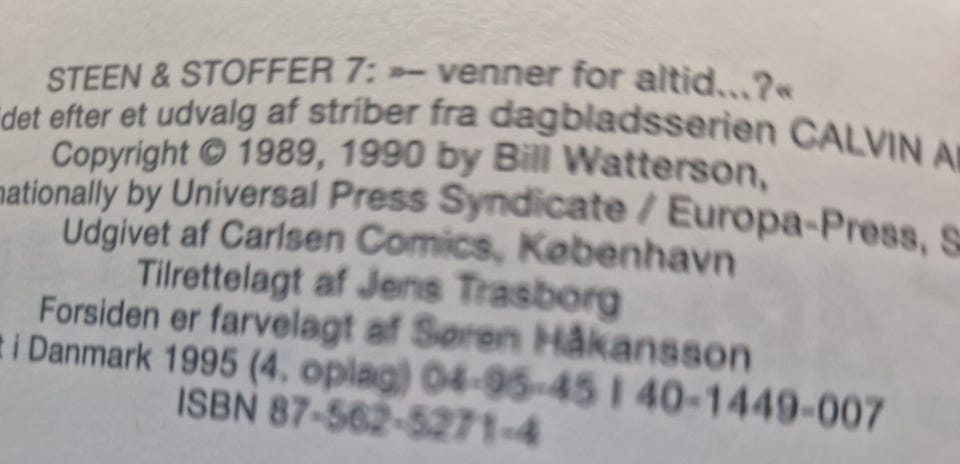 STEEN & STOFFER 7: »– venner for altid...?«
det efter et udvalg af striber fra dagbladsserien CALVIN A
Copyright © 1989, 1990 by Bill Watterson,
nationally by Universal Press Syndicate / Europa-Press, S
Udgivet af Carlsen Comics, København
Tilrettelagt af Jens Trasborg
Forsiden er farvelagt af Søren Håkansson
t i Danmark 1995 (4. oplag) 04-95-45 I 40-1449-007
ISBN 87-562-5271-4